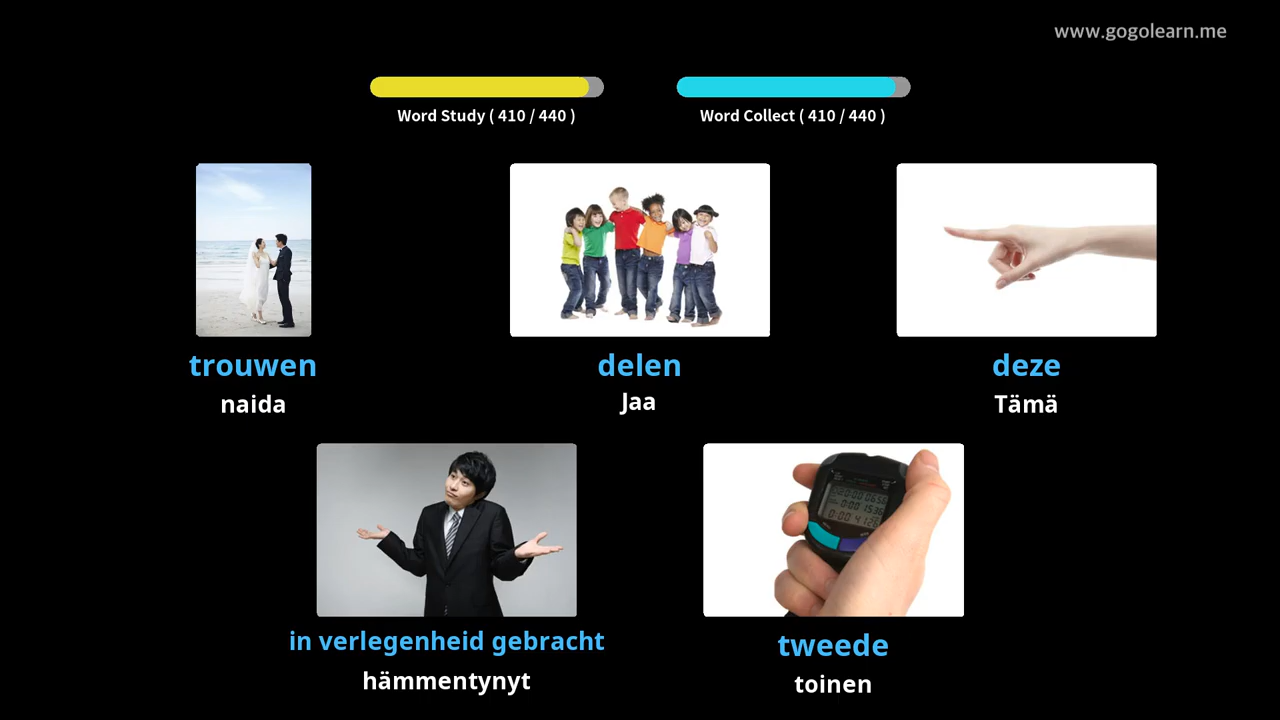 www.gogolearn.me
Word Study ( 410 / 440 )
Word Collect ( 410 / 440 )
trouwen
naida
delen
Jaa
deze
Tämä
in verlegenheid gebracht
hämmentynyt
tweede
toinen